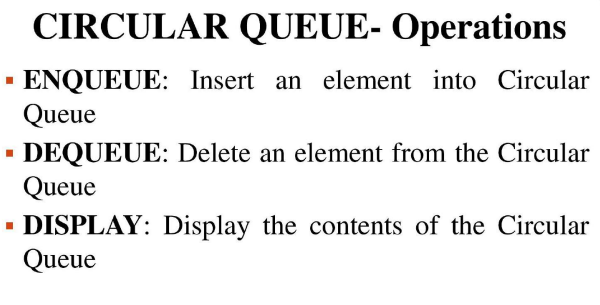 CIRCULAR QUEUE- Operations
▪ ENQUEUE: Insert an element into Circular
Queue
▪ DEQUEUE: Delete an element from the Circular
Queue
▪ DISPLAY: Display the contents of the Circular
Queue